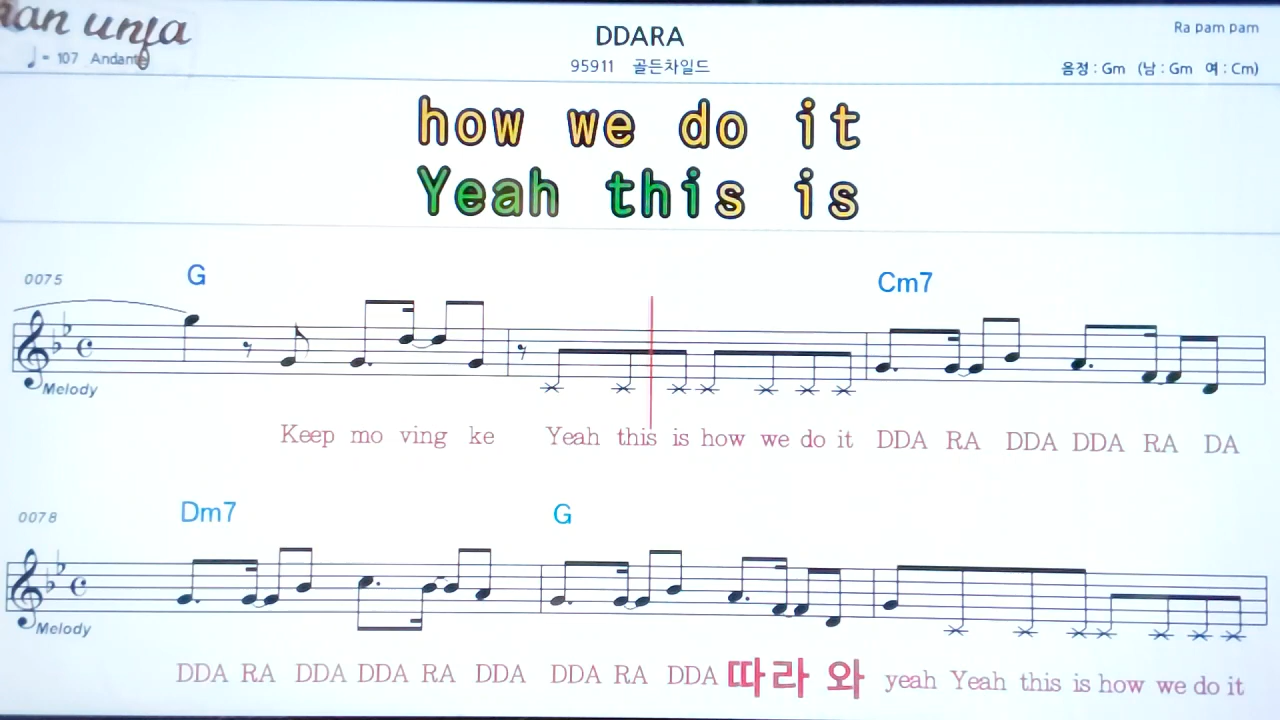 an unja
♩= 107 Andante
DDARA
95911 골든차일드
Ra pam pam
음정 : Gm (남 : Gm 여 : Cm)
how we do it
Yeah this is
0075
G
Cm7
Melody
Keep mo ving ke Yeah this is how we do it DDA RA DDA DDA RA DA
0078
Dm7
G
Melody
DDA RA DDA DDA RA DDA DDA RA DDA 따라 와 yeah Yeah this is how we do it